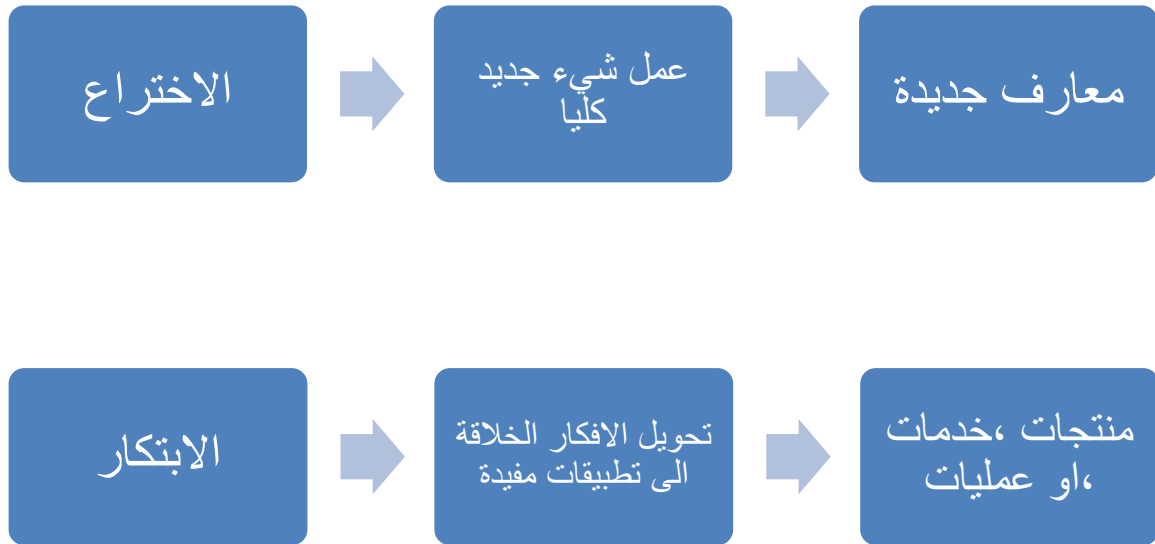 الاختراع
عمل شيء جديد
كليا
معارف جديدة
الابتكار
تحويل الافكار الخلاقة
الى تطبيقات مفيدة
منتجات ،خدمات
،او عمليات